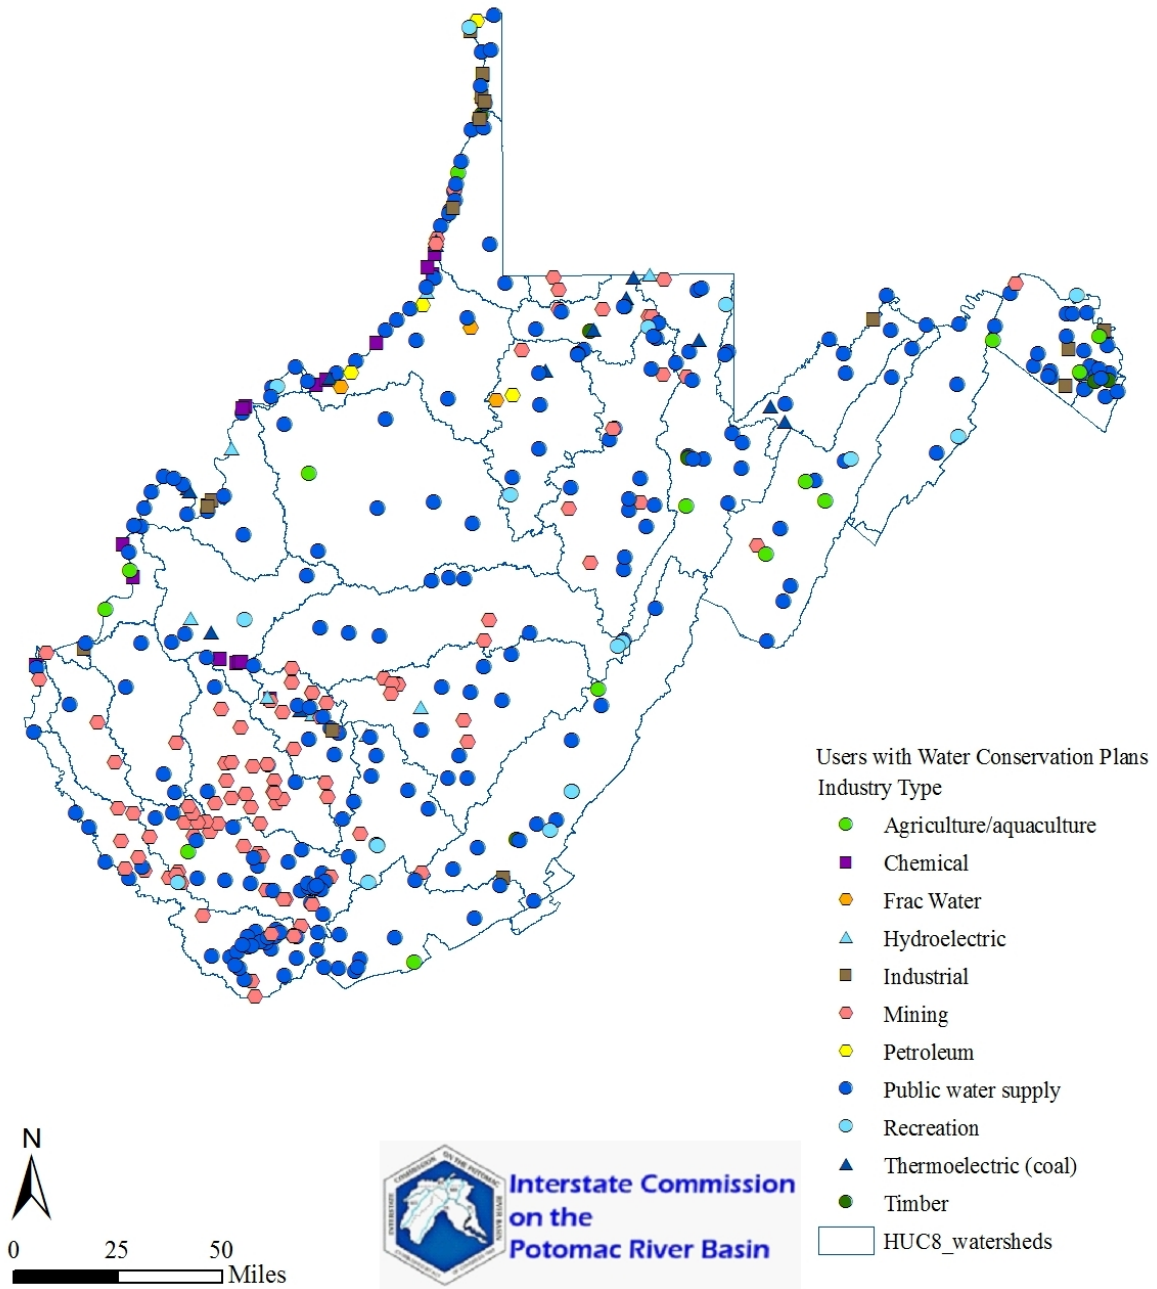 Users with Water Conservation Plans
Industry Type
Agriculture/aquaculture
Chemical
Frac Water
Hydroelectric
Industrial
Mining
Petroleum
Public water supply
Recreation
Thermoelectric (coal)
Timber
HUC8_watersheds
N
0 25 50
Miles
Interstate Commission
on the
Potomac River Basin